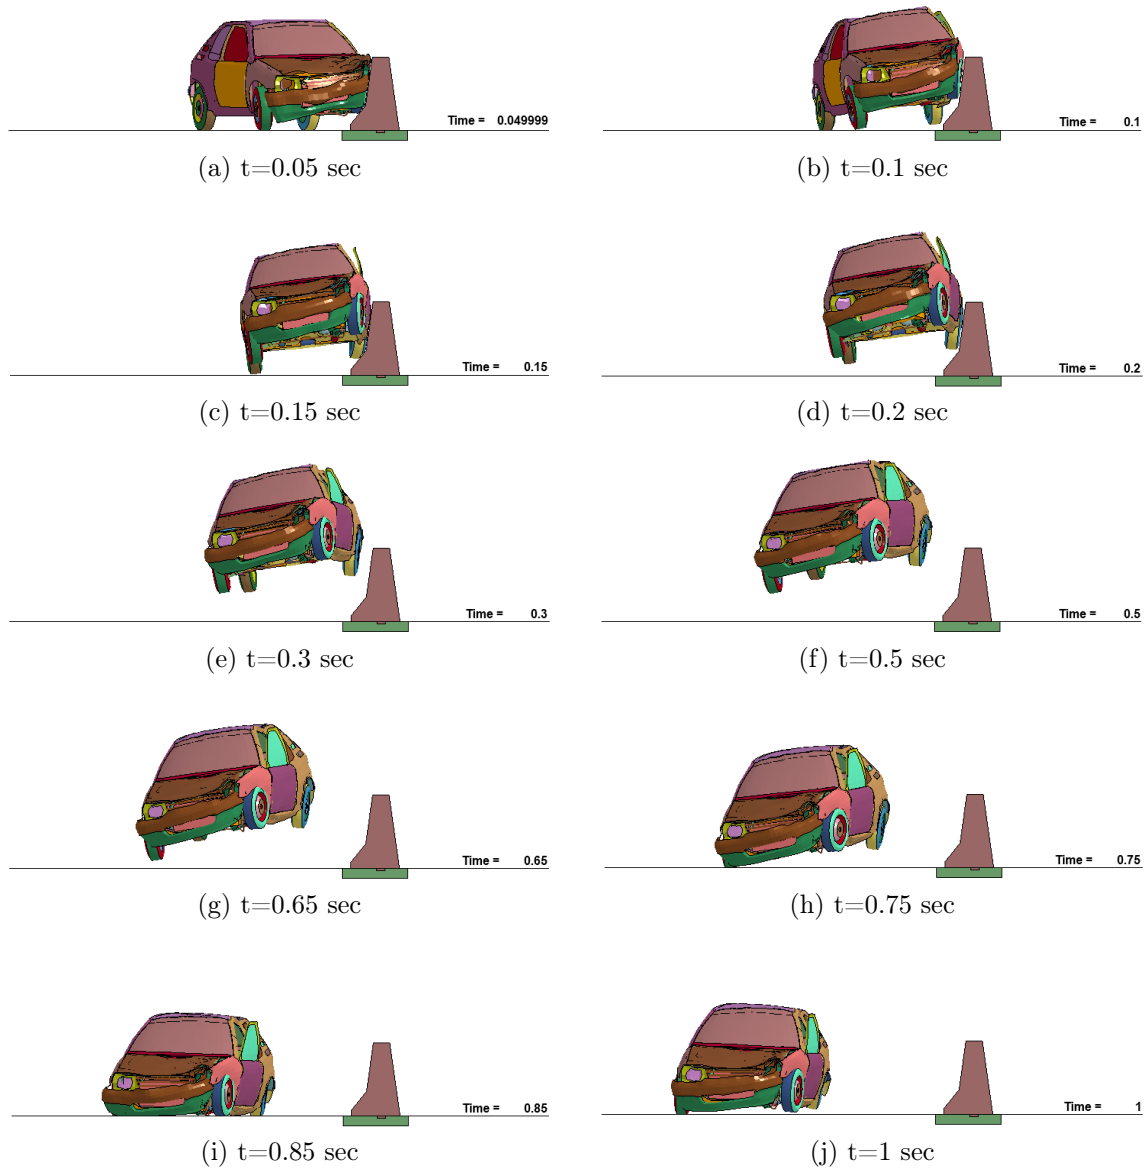 Time = 0.049999
Time = 0.1
(a) t=0.05 sec
(b) t=0.1 sec
Time = 0.15
Time = 0.2
(c) t=0.15 sec
(d) t=0.2 sec
Time = 0.3
Time = 0.5
(e) t=0.3 sec
(f) t=0.5 sec
Time = 0.65
Time = 0.75
(g) t=0.65 sec
(h) t=0.75 sec
Time = 0.85
Time = 1
(i) t=0.85 sec
(j) t=1 sec